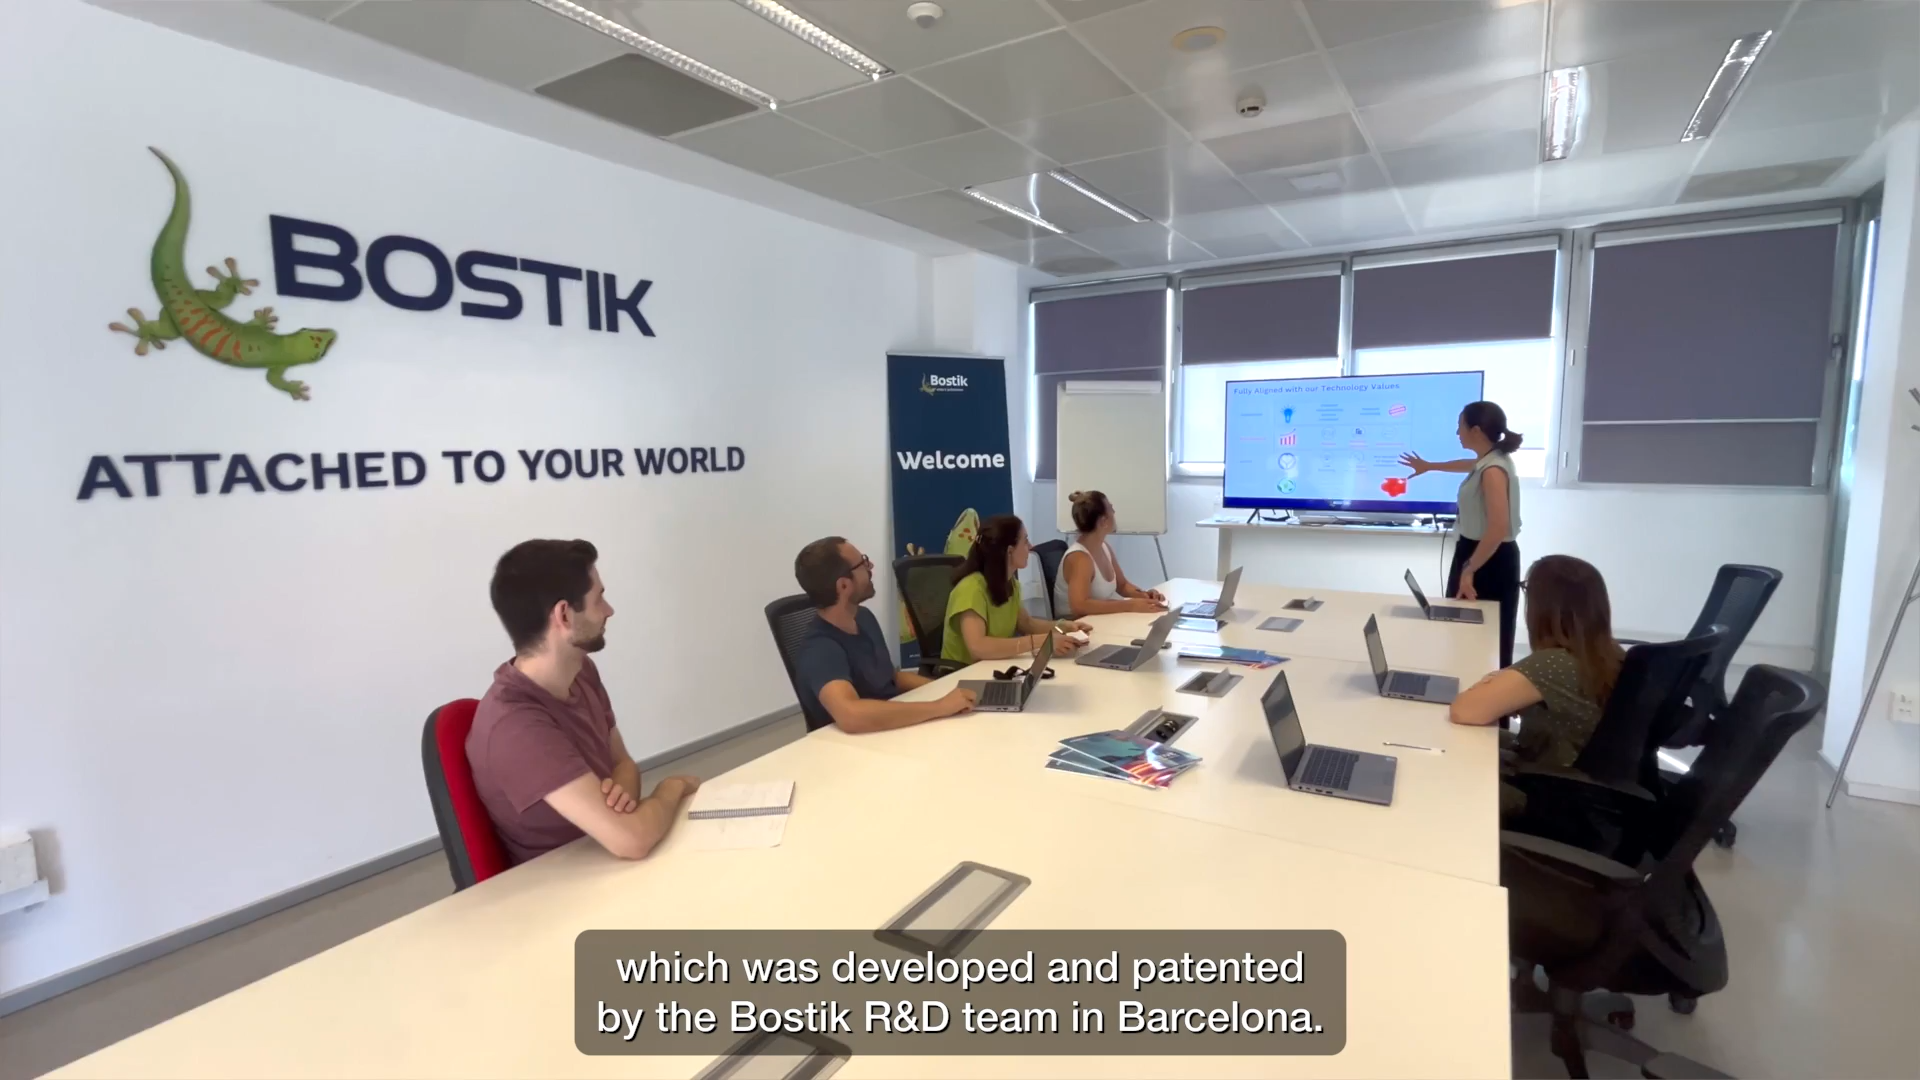 BOSTIK
ATTACHED TO YOUR WORLD
Bostik
Welcome
Fully Aligned with our Technology Values
which was developed and patented
by the Bostik R&D team in Barcelona.